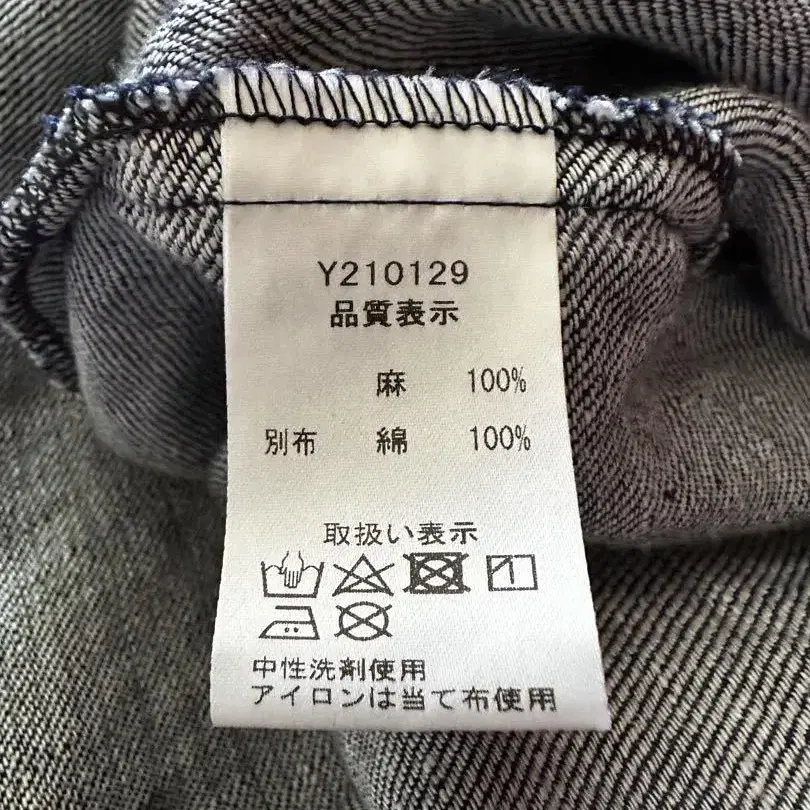 Y210129
品質表示
麻 100%
別布 綿 100%
取扱い表示
中性洗剤使用
アイロンは当て布使用